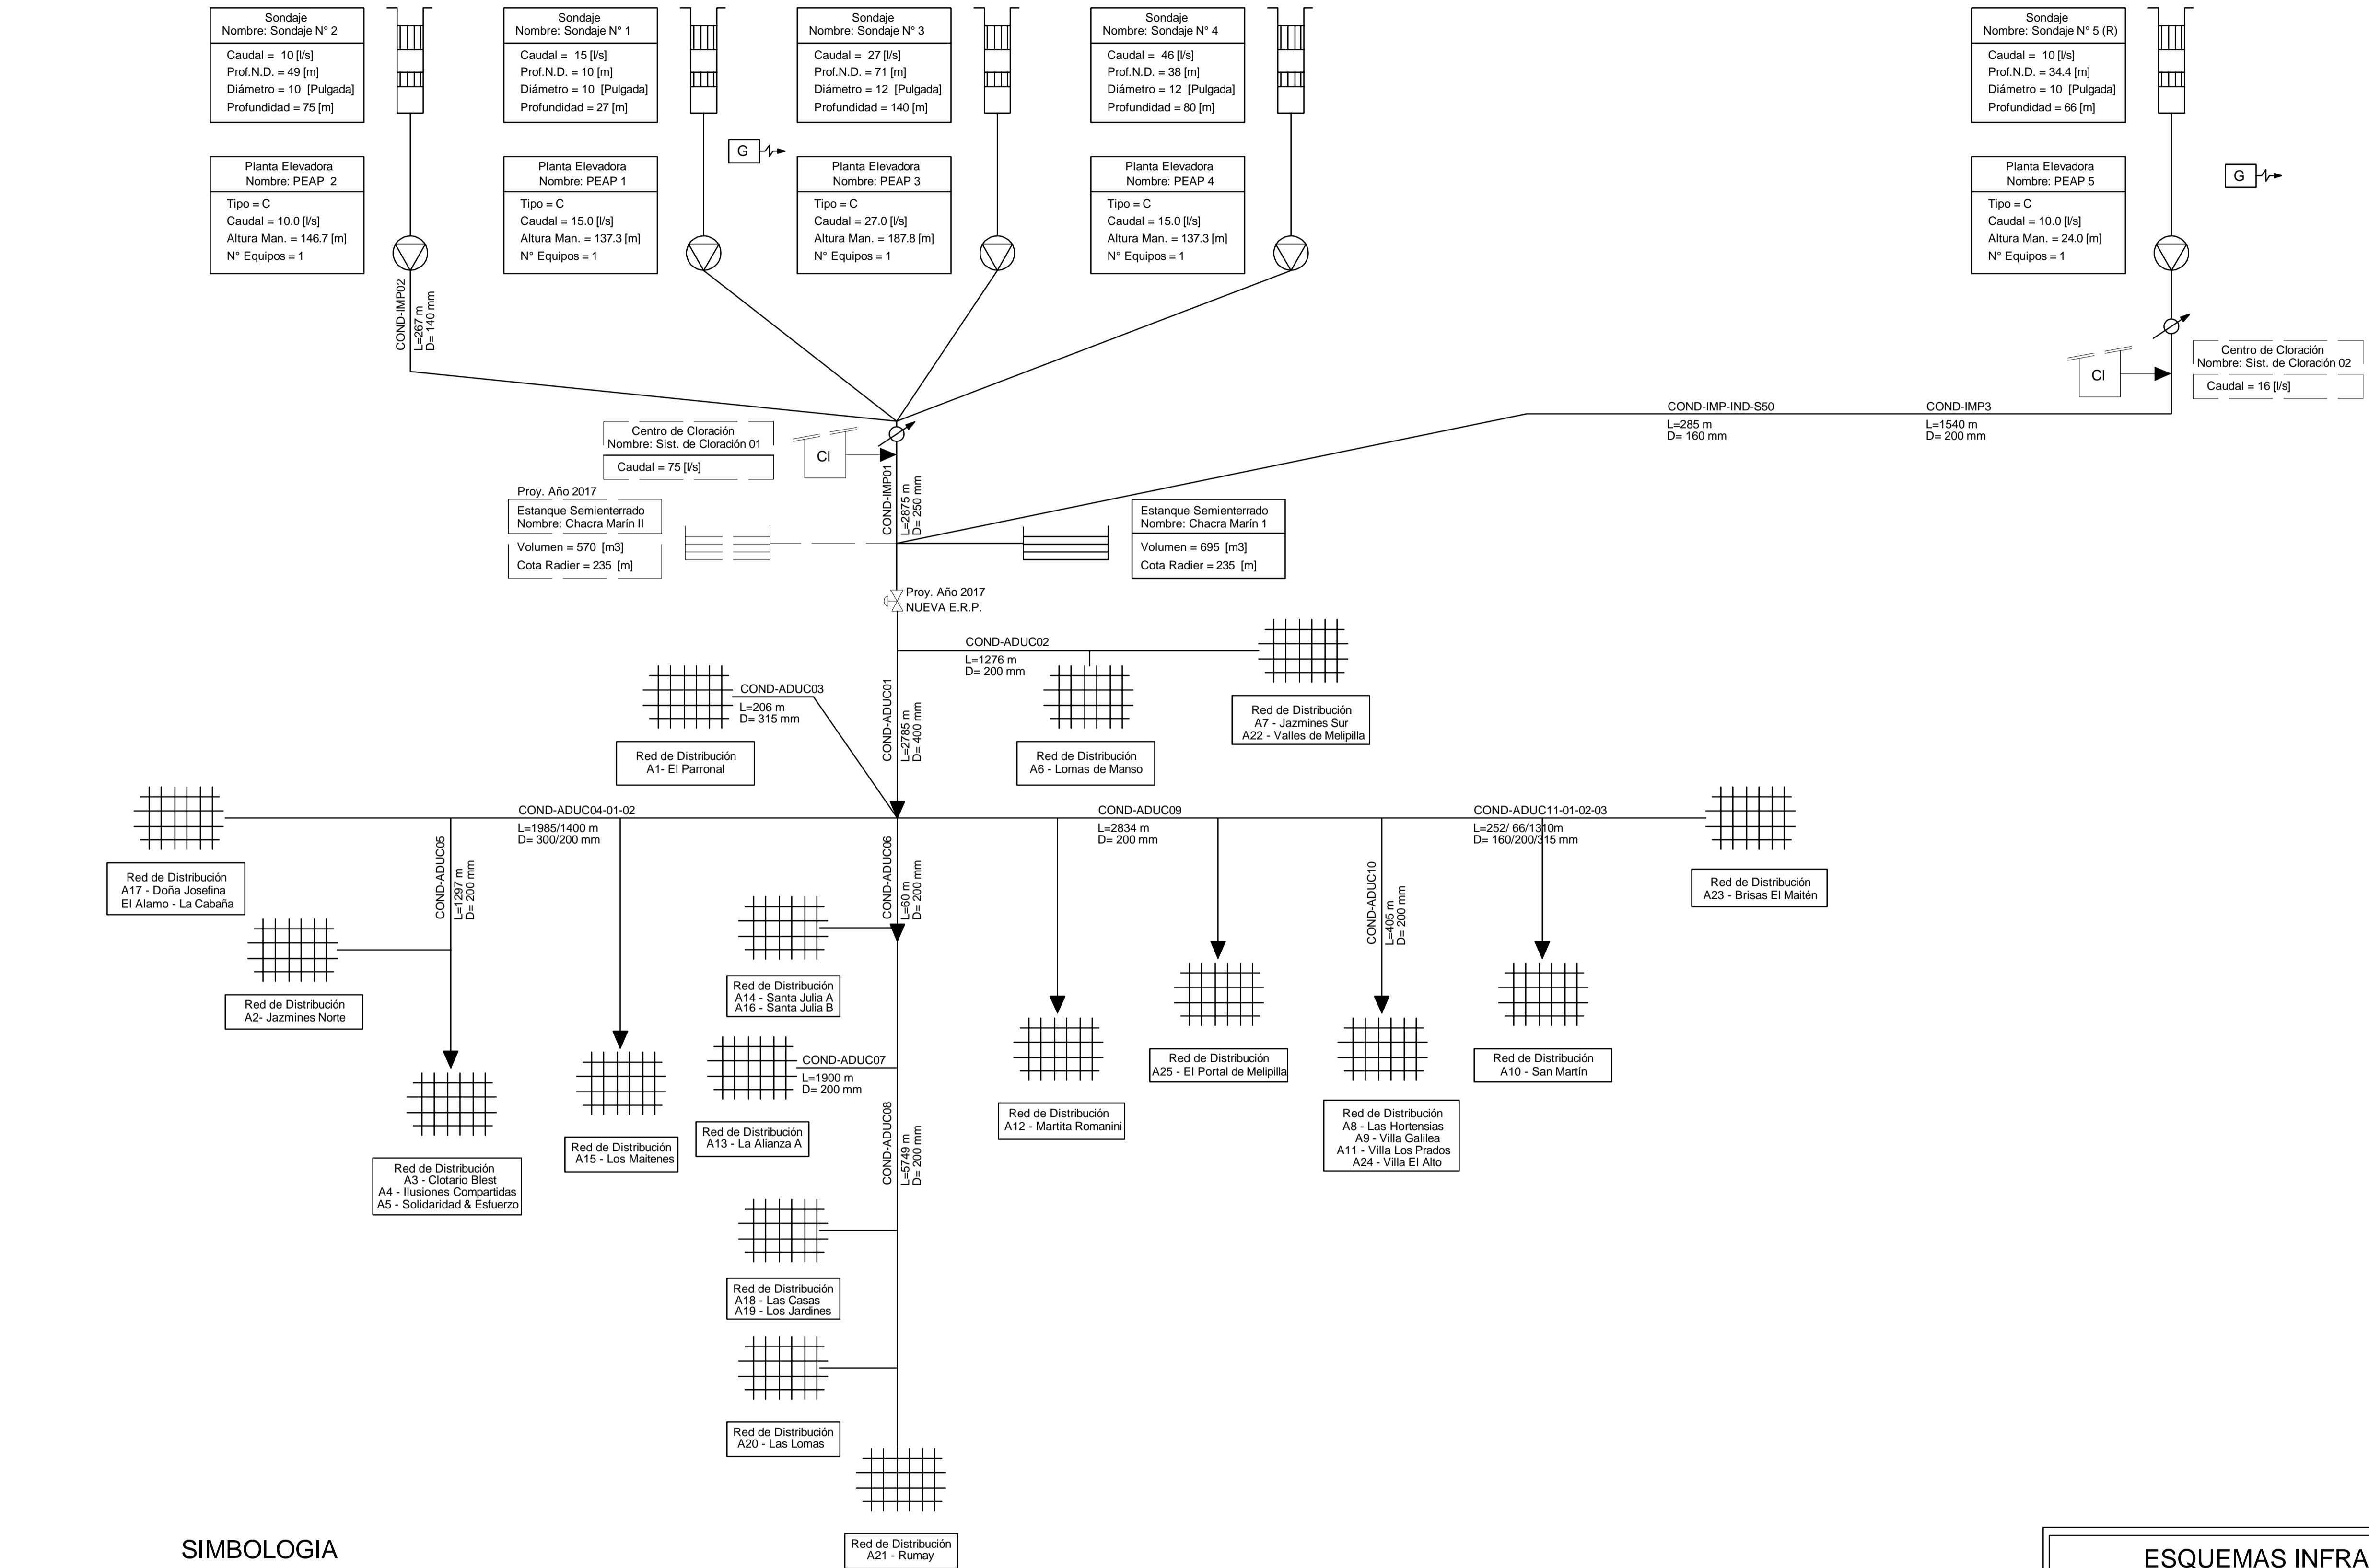 Sondaje
Nombre: Sondaje N° 2
Caudal = 10 [l/s]
Prof.N.D. = 49 [m]
Diámetro = 10 [Pulgada]
Profundidad = 75 [m]
Sondaje
Nombre: Sondaje N° 1
Caudal = 15 [l/s]
Prof.N.D. = 10 [m]
Diámetro = 10 [Pulgada]
Profundidad = 27 [m]
Sondaje
Nombre: Sondaje N° 3
Caudal = 27 [l/s]
Prof.N.D. = 71 [m]
Diámetro = 12 [Pulgada]
Profundidad = 140 [m]
Sondaje
Nombre: Sondaje N° 4
Caudal = 46 [l/s]
Prof.N.D. = 38 [m]
Diámetro = 12 [Pulgada]
Profundidad = 80 [m]
Sondaje
Nombre: Sondaje N° 5 (R)
Caudal = 10 [l/s]
Prof.N.D. = 34.4 [m]
Diámetro = 10 [Pulgada]
Profundidad = 66 [m]
Planta Elevadora
Nombre: PEAP 2
Tipo = C
Caudal = 10.0 [l/s]
Altura Man. = 146.7 [m]
N° Equipos = 1
Planta Elevadora
Nombre: PEAP 1
Tipo = C
Caudal = 15.0 [l/s]
Altura Man. = 137.3 [m]
N° Equipos = 1
G
Planta Elevadora
Nombre: PEAP 3
Tipo = C
Caudal = 27.0 [l/s]
Altura Man. = 187.8 [m]
N° Equipos = 1
Planta Elevadora
Nombre: PEAP 4
Tipo = C
Caudal = 15.0 [l/s]
Altura Man. = 137.3 [m]
N° Equipos = 1
Planta Elevadora
Nombre: PEAP 5
Tipo = C
Caudal = 10.0 [l/s]
Altura Man. = 24.0 [m]
N° Equipos = 1
G
COND-IMP02
L=267 m
D= 140 mm
Centro de Cloración
Nombre: Sist. de Cloración 02
Caudal = 16 [l/s]
Cl
COND-IMP-IND-S50
L=285 m
D= 160 mm
COND-IMP3
L=1540 m
D= 200 mm
Centro de Cloración
Nombre: Sist. de Cloración 01
Caudal = 75 [l/s]
Cl
COND-IMP01
L=2875 m
D= 250 mm
Proy. Año 2017
Estanque Semienterrado
Nombre: Chacra Marín II
Volumen = 570 [m3]
Cota Radier = 235 [m]
Estanque Semienterrado
Nombre: Chacra Marín 1
Volumen = 695 [m3]
Cota Radier = 235 [m]
Proy. Año 2017
NUEVA E.R.P.
COND-ADUC02
L=1276 m
D= 200 mm
COND-ADUC03
L=206 m
D= 315 mm
COND-ADUC01
L=2785 m
D= 400 mm
Red de Distribución
A7 - Jazmines Sur
A22 - Valles de Melipilla
Red de Distribución
A1- El Parronal
Red de Distribución
A6 - Lomas de Manso
COND-ADUC04-01-02
L=1985/1400 m
D= 300/200 mm
COND-ADUC09
L=2834 m
D= 200 mm
COND-ADUC11-01-02-03
L=252/ 66/1310m
D= 160/200/315 mm
Red de Distribución
A17 - Doña Josefina
El Alamo - La Cabaña
COND-ADUC05
L=1297 m
D= 200 mm
COND-ADUC06
L=60 m
D= 200 mm
COND-ADUC10
L=405 m
D= 200 mm
Red de Distribución
A23 - Brisas El Maitén
Red de Distribución
A2- Jazmines Norte
Red de Distribución
A14 - Santa Julia A
A16 - Santa Julia B
COND-ADUC07
L=1900 m
D= 200 mm
Red de Distribución
A25 - El Portal de Melipilla
Red de Distribución
A10 - San Martín
Red de Distribución
A12 - Martita Romanini
Red de Distribución
A8 - Las Hortensias
A9 - Villa Galilea
A11 - Villa Los Prados
A24 - Villa El Alto
Red de Distribución
A13 - La Alianza A
Red de Distribución
A15 - Los Maitenes
Red de Distribución
A3 - Clotario Blest
A4 - Ilusiones Compartidas
A5 - Solidaridad & Esfuerzo
COND-ADUC08
L=5749 m
D= 200 mm
Red de Distribución
A18 - Las Casas
A19 - Los Jardines
Red de Distribución
A20 - Las Lomas
Red de Distribución
A21 - Rumay
SIMBOLOGIA
ESQUEMAS INFRA